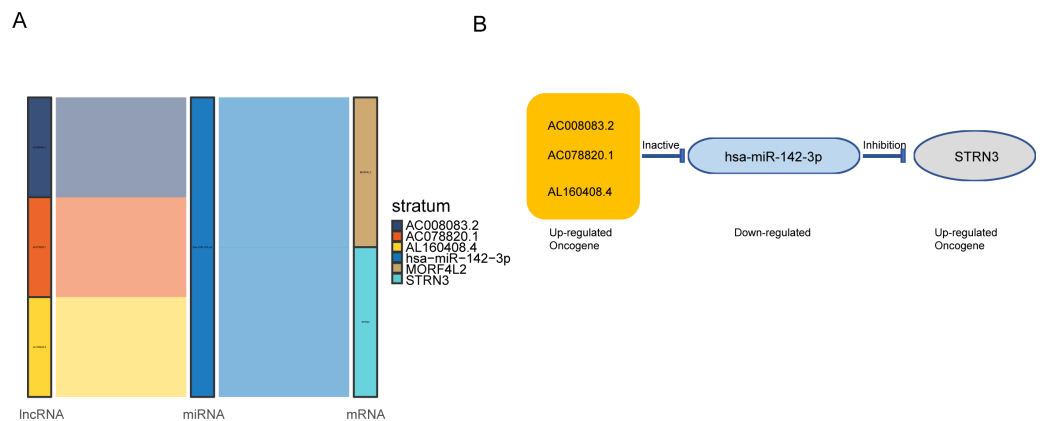 A
B
stratum
AC008083.2
AC078820.1
AL160408.4
hsa−miR−142−3p
MORF4L2
STRN3
lncRNA
miRNA
mRNA
AC008083.2
AC078820.1
AL160408.4
Inactive
hsa-miR-142-3p
Inhibition
STRN3
Up-regulated
Oncogene
Down-regulated
Up-regulated
Oncogene